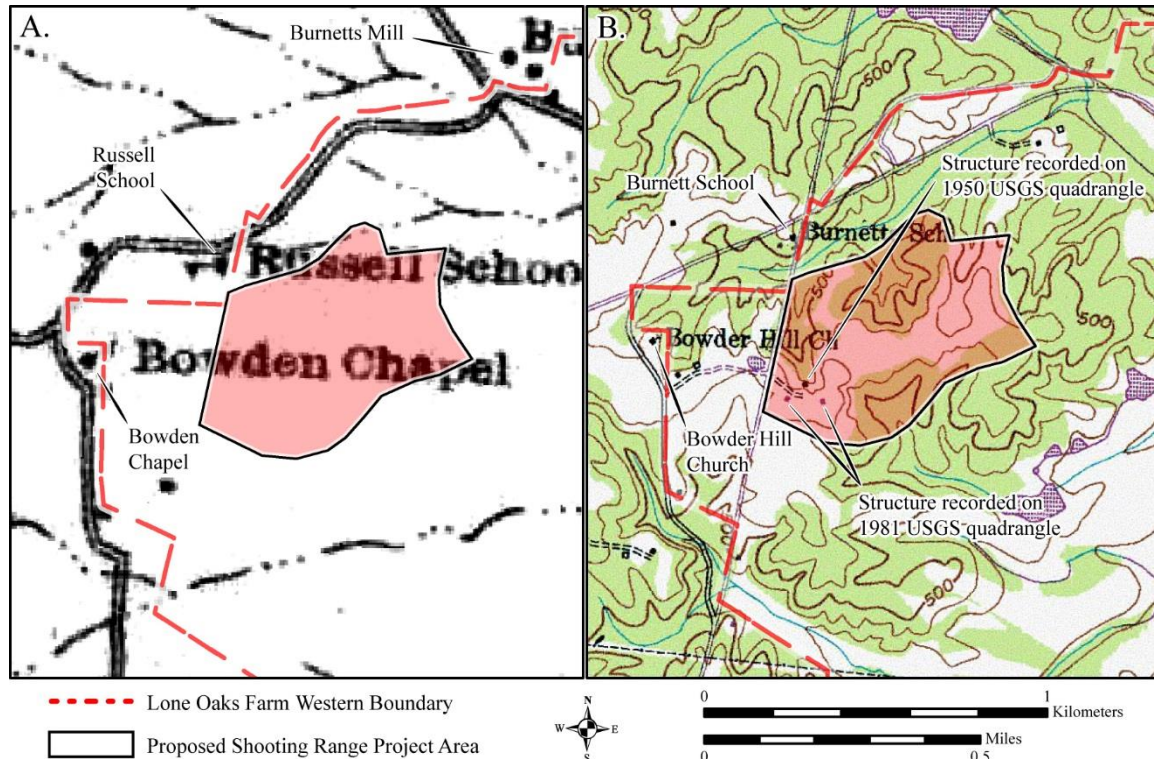 A.
Burnetts Mill
Bu
Russell
School
Russell Schoo
Bowden Chapel
Bowden
Chapel
B.
500
Structure recorded on
1950 USGS quadrangle
Burnett School
Burnett Sch
500
500
Bowder Hill Ch
Bowder Hill
Church
Structure recorded on
1981 USGS quadrangle
500
Lone Oaks Farm Western Boundary
Proposed Shooting Range Project Area
N
W E
S
0 1
Kilometers
Miles
0 0.5